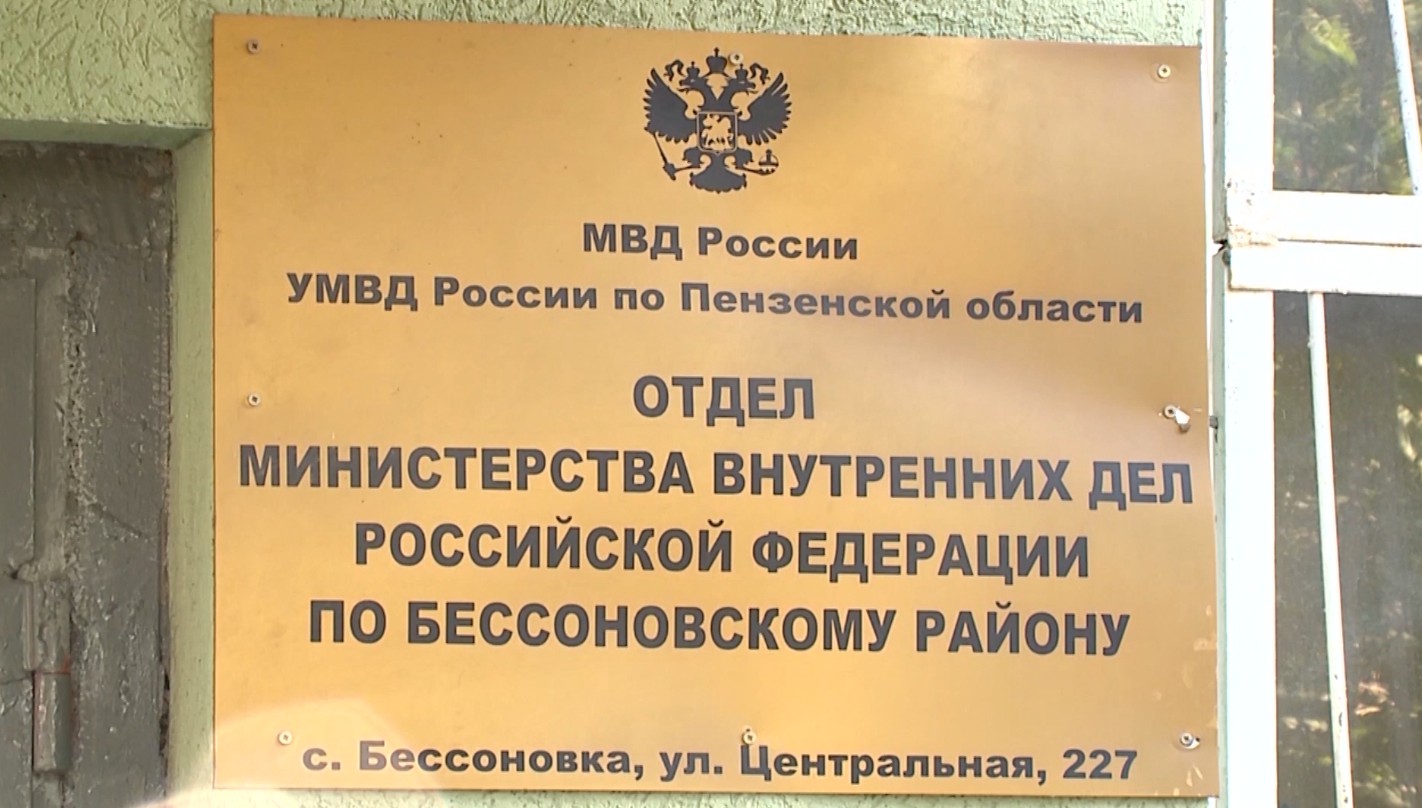 МВД России
УМВД России по Пензенской области
ОТДЕЛ
МИНИСТЕРСТВА ВНУТРЕННИХ ДЕЛ
РОССИЙСКОЙ ФЕДЕРАЦИИ
ПО БЕССОНОВСКОМУ РАЙОНУ
с. Бессоновка, ул. Центральная, 227